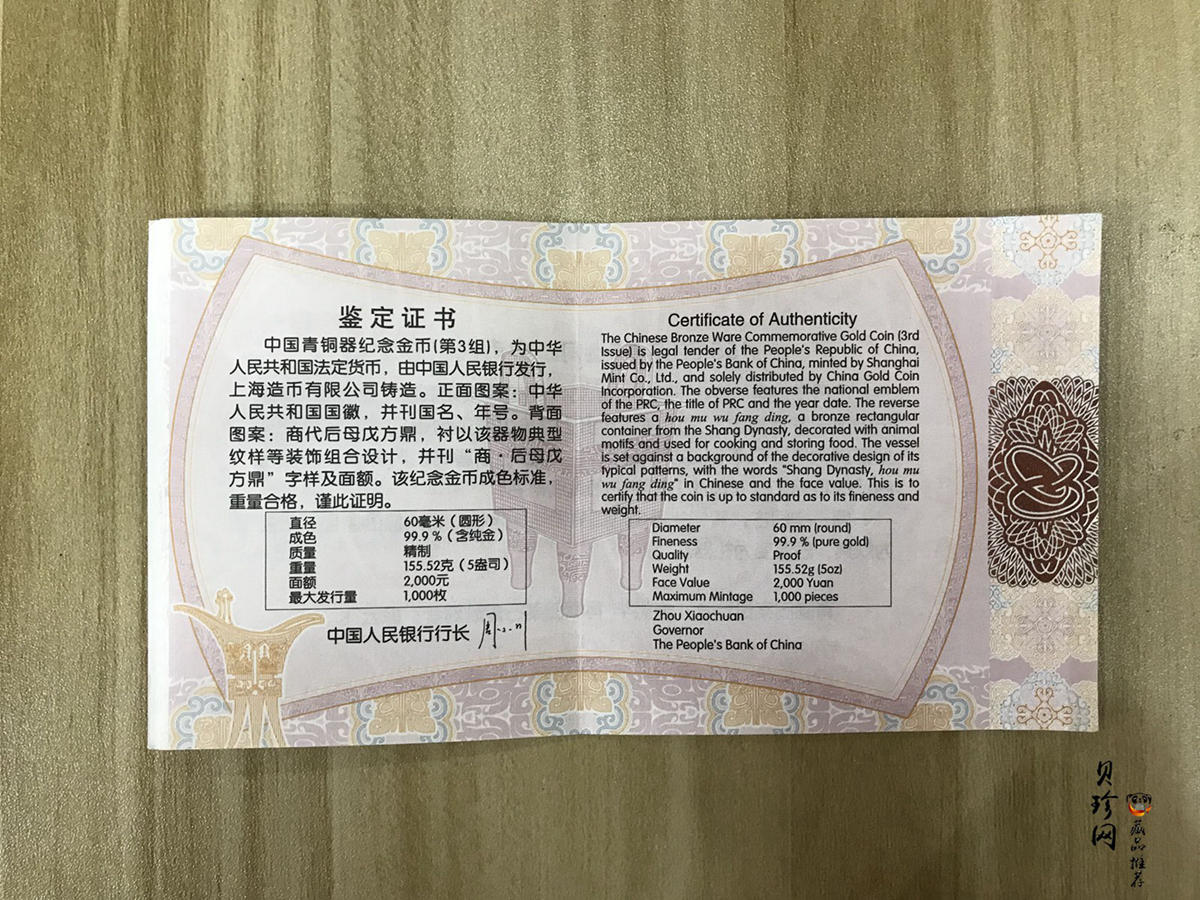 鉴定证书
中国青铜器纪念金币(第3组)，为中华
人民共和国法定货币，由中国人民银行发行，
上海造币有限公司铸造。正面图案：中华
人民共和国国徽，并刊国名、年号。背面
图案：商代后母戊方鼎，衬以该器物典型
纹样等装饰组合设计，并刊“商·后母戊
方鼎”字样及面额。该纪念金币成色标准，
重量合格，谨此证明。
直径 60毫米（圆形）
成色 99.9％（含纯金）
质量 精制
重量 155.52克（5盎司）
面额 2,000元
最大发行量 1,000枚
中国人民银行行长
Certificate of Authenticity
The Chinese Bronze Ware Commemorative Gold Coin (3rd
Issue) is legal tender of the People's Republic of China,
issued by the People's Bank of China, minted by Shanghai
Mint Co., Ltd., and solely distributed by China Gold Coin
Incorporation. The obverse features the national emblem
of the PRC, the title of PRC and the year date. The reverse
features a hou mu wu fang ding, a bronze rectangular
container from the Shang Dynasty, decorated with animal
motifs and used for cooking and storing food. The vessel
is set against a background of the decorative design of its
typical patterns, with the words "Shang Dynasty, hou mu
wu fang ding" in Chinese and the face value. This is to
certify that the coin is up to standard as to its fineness and
weight.
Diameter 60 mm (round)
Fineness 99.9 % (pure gold)
Quality Proof
Weight 155.52g (5oz)
Face Value 2,000 Yuan
Maximum Mintage 1,000 pieces
Zhou Xiaochuan
Governor
The People's Bank of China
贝珍网
藏品推荐